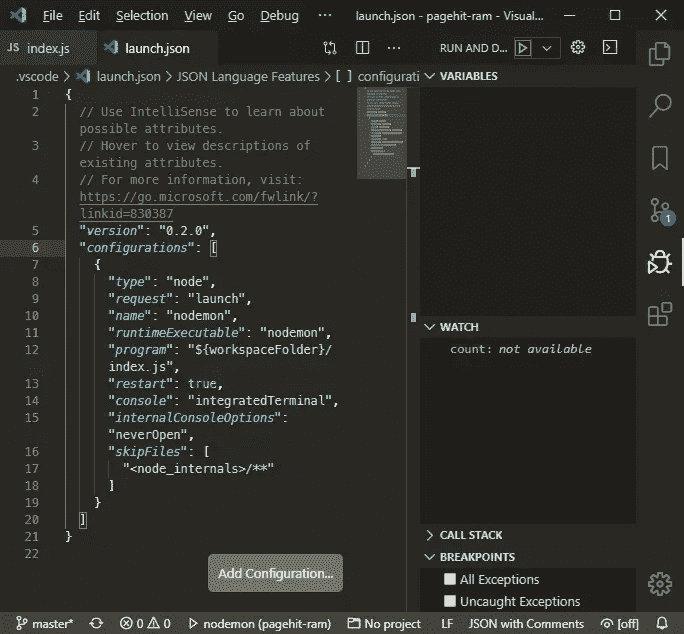 File Edit Selection View Go Debug ··· launch.json - pagehit-ram - Visual...
JS index.js
launch.json
RUN AND D...
.vscode > launch.json > JSON Language Features > [ ] configurati
VARIABLES
1 {
2 // Use IntelliSense to learn about
possible attributes.
3 // Hover to view descriptions of
existing attributes.
4 // For more information, visit:
https://go.microsoft.com/fwlink/?
linkid=830387
5 "version": "0.2.0",
6 "configurations": [
7 {
8 "type": "node",
9 "request": "launch",
10 "name": "nodemon",
11 "runtimeExecutable": "nodemon",
12 "program": "${workspaceFolder}/
index.js",
13 "restart": true,
14 "console": "integratedTerminal",
15 "internalConsoleOptions":
"neverOpen",
16 "skipFiles": [
17 "<node_internals>/**"
18 ]
19 }
20 ]
21 }
22
Add Configuration...
WATCH
count: not available
CALL STACK
BREAKPOINTS
All Exceptions
Uncaught Exceptions
1
master* 0 0 nodemon (pagehit-ram) No project LF JSON with Comments [off]